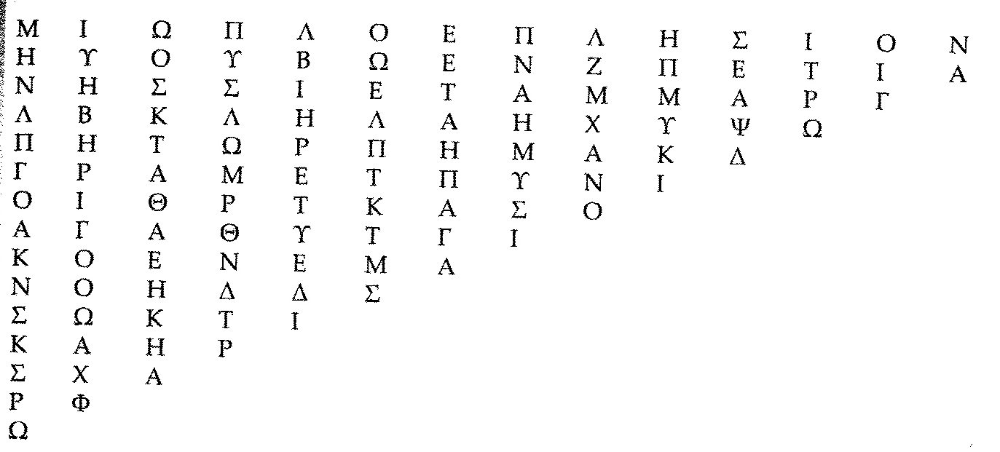 Μ Ι Ω Π Λ Ο Ε Π Λ Η Σ Ι Ο Ν
Η Υ Ο Υ Β Ω Ε Ν Ζ Π Ε Τ Ι Α
Ν Η Σ Σ Ι Ε Τ Α Μ Μ Α Ρ Γ
Λ Β Κ Λ Η Λ Α Η Χ Υ Ψ Ω
Π Η Τ Ω Ρ Π Η Μ Α Κ Δ
Γ Ρ Α Μ Ε Τ Π Υ Ν Ι
Ο Ι Θ Ρ Τ Κ Α Σ Ο
Α Γ Α Θ Υ Τ Γ Ι
Κ Ο Ε Ν Ε Μ Α
Ν Ο Η Δ Δ Σ
Σ Ω Κ Τ Ι
Κ Α Η Ρ
Σ Χ Α
Ρ Φ
Ω